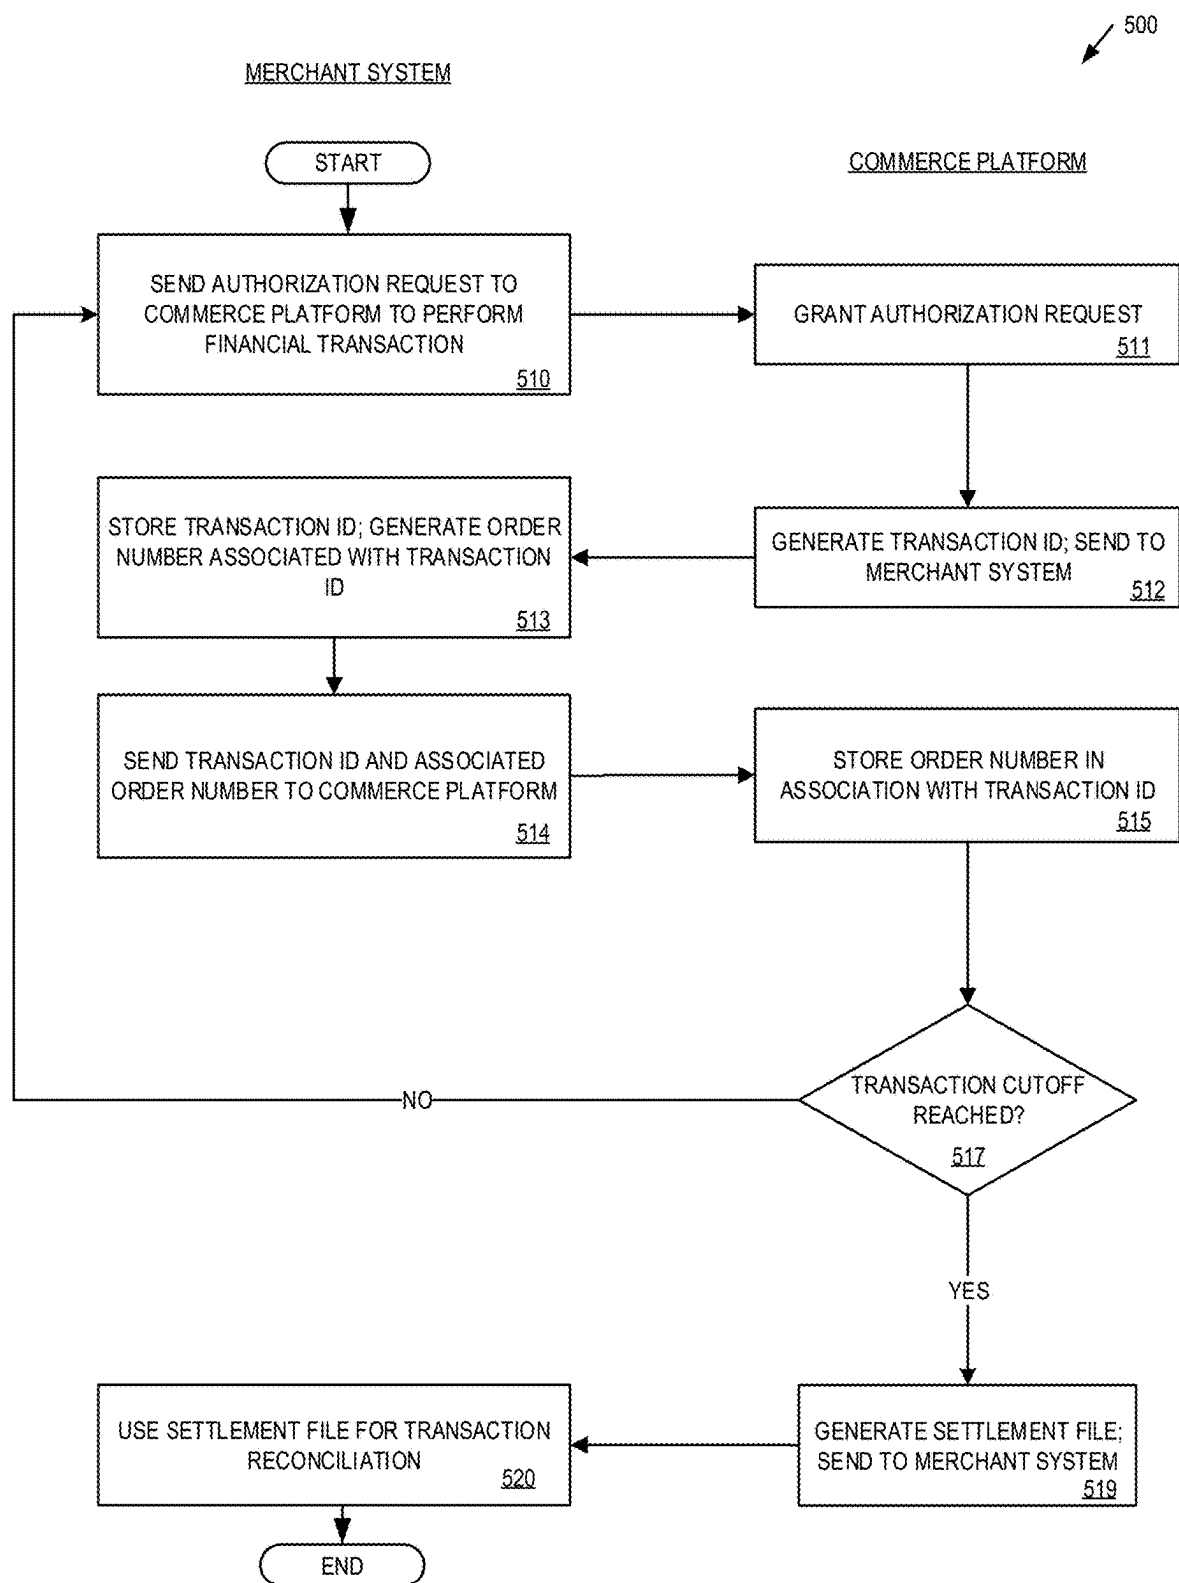 500
MERCHANT SYSTEM
COMMERCE PLATFORM
START
SEND AUTHORIZATION REQUEST TO
COMMERCE PLATFORM TO PERFORM
FINANCIAL TRANSACTION
510
GRANT AUTHORIZATION REQUEST
511
GENERATE TRANSACTION ID; SEND TO
MERCHANT SYSTEM
512
STORE TRANSACTION ID; GENERATE ORDER
NUMBER ASSOCIATED WITH TRANSACTION
ID
513
SEND TRANSACTION ID AND ASSOCIATED
ORDER NUMBER TO COMMERCE PLATFORM
514
STORE ORDER NUMBER IN
ASSOCIATION WITH TRANSACTION ID
515
TRANSACTION CUTOFF
REACHED?
517
NO
YES
GENERATE SETTLEMENT FILE;
SEND TO MERCHANT SYSTEM
519
USE SETTLEMENT FILE FOR TRANSACTION
RECONCILIATION
520
END